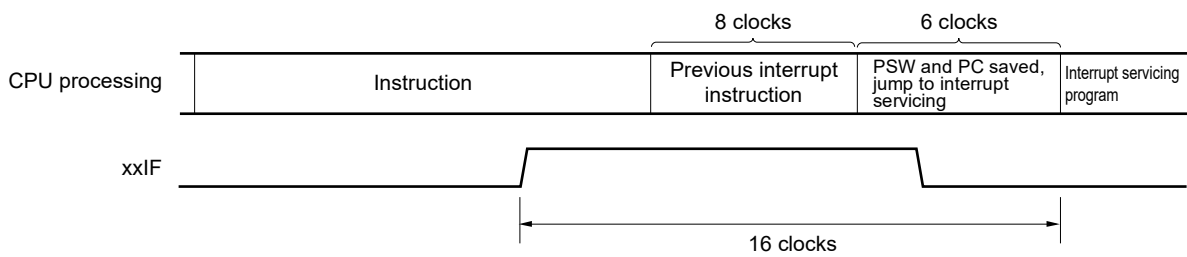 8 clocks
6 clocks
CPU processing
Instruction
Previous interrupt
instruction
PSW and PC saved,
jump to interrupt
servicing
Interrupt servicing
program
xxIF
16 clocks